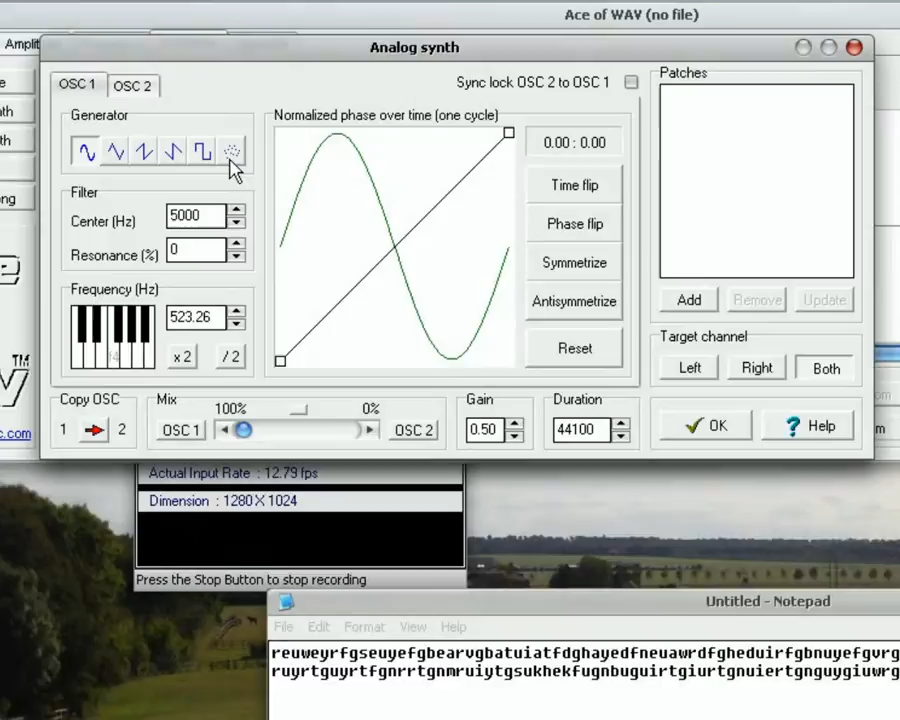 Ace of WAV (no file)
Amplit
Analog synth
OSC 1
OSC 2
Sync lock OSC 2 to OSC 1
Patches
Generator
Normalized phase over time (one cycle)
0.00 : 0.00
Time flip
Filter
Center (Hz)
5000
Phase flip
Resonance (%)
0
Symmetrize
Frequency (Hz)
523.26
Antisymmetrize
Add
Remove
Update
f4
x 2
/ 2
Reset
Target channel
Left
Right
Both
TM
Copy OSC
1
2
Mix
100%
0%
OSC 1
OSC 2
Gain
0.50
Duration
44100
OK
Help
c.com
Actual Input Rate : 12.79 fps
Dimension : 1280 X 1024
Press the Stop Button to stop recording
Untitled - Notepad
File Edit Format View Help
reuweyrfgseuyefgbearvgbatuiatfdghayedfneuawrdfgheduirfgbnuyefgvrg
ruyrtguyrtfgnrrtgnmruiytgsukhekfugnbuguirtgiurtgnuiertgnguygiuwrg